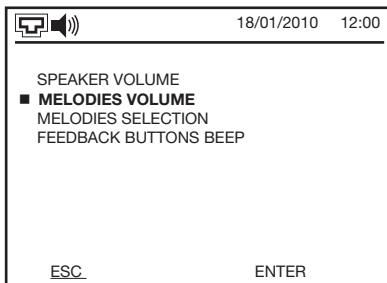 18/01/2010 12:00
SPEAKER VOLUME
MELODIES VOLUME
MELODIES SELECTION
FEEDBACK BUTTONS BEEP
ESC ENTER